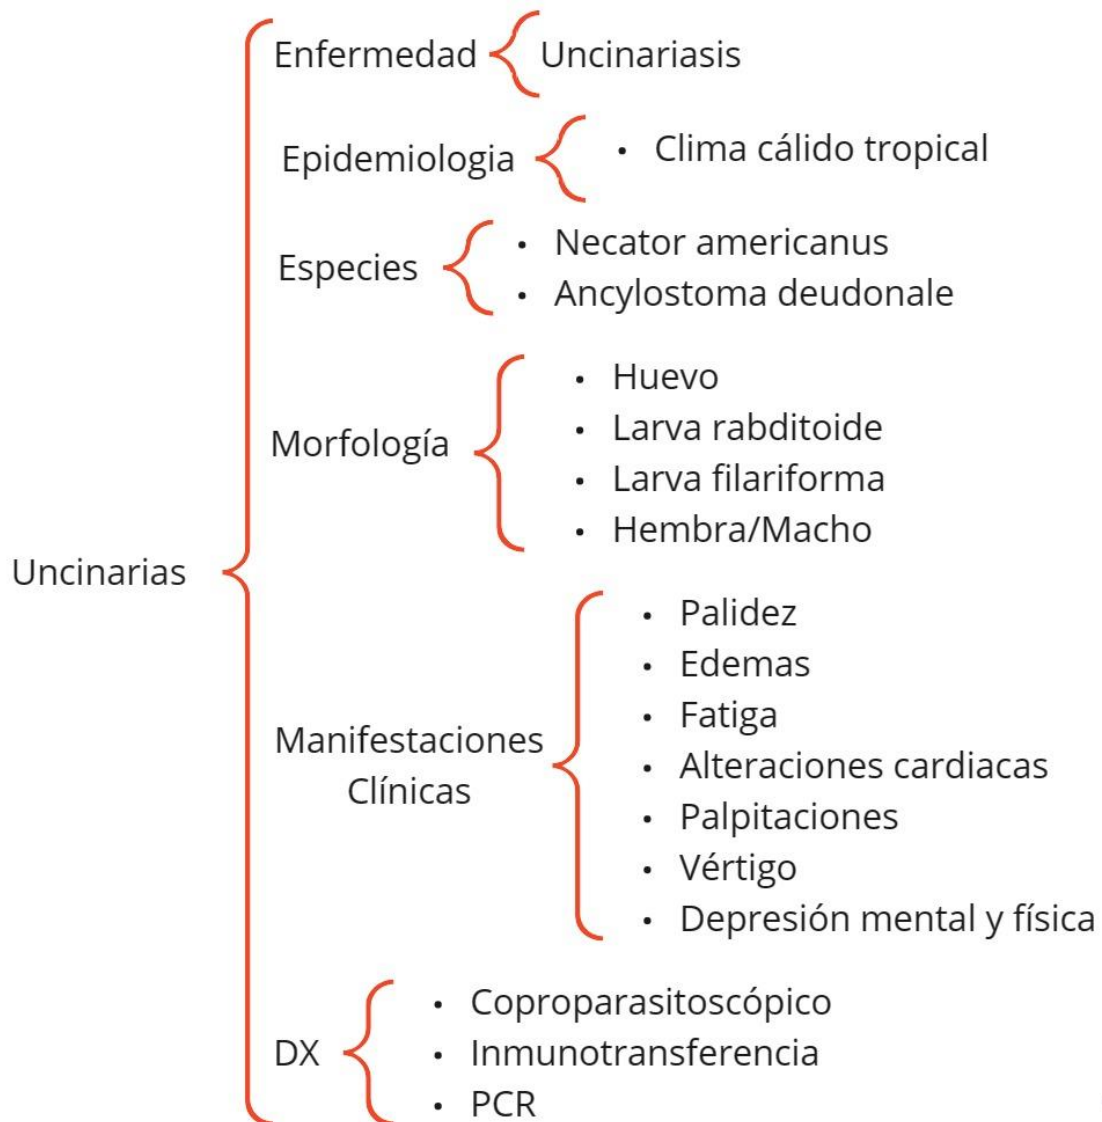 Uncinarias
Enfermedad
Uncinariasis
Epidemiologia
• Clima cálido tropical
Especies
• Necator americanus
• Ancylostoma deudonale
Morfología
• Huevo
• Larva rabditoide
• Larva filariforma
• Hembra/Macho
Manifestaciones
Clínicas
• Palidez
• Edemas
• Fatiga
• Alteraciones cardiacas
• Palpitaciones
• Vértigo
• Depresión mental y física
DX
• Coproparasitoscópico
• Inmunotransferencia
• PCR